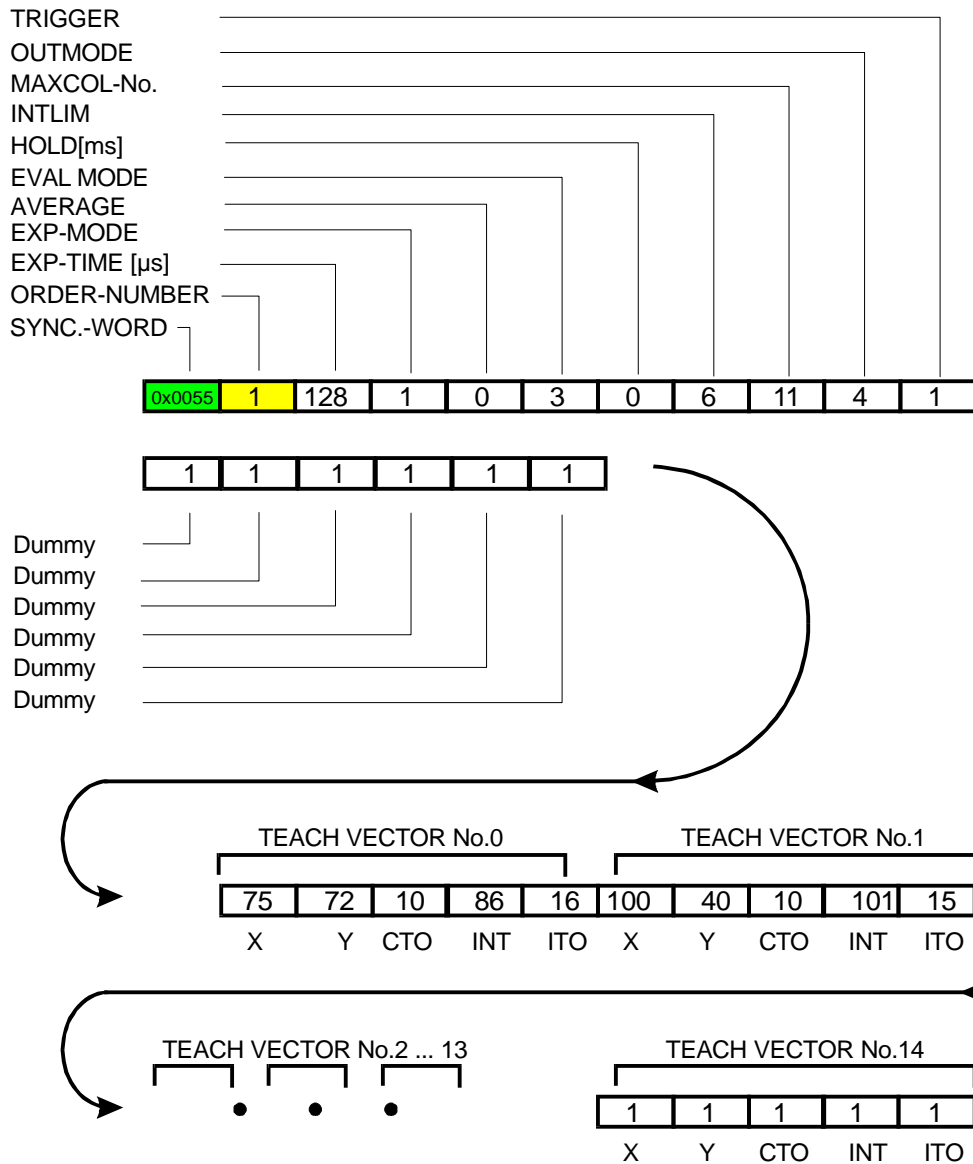 TRIGGER
OUTMODE
MAXCOL-No.
INTLIM
HOLD[ms]
EVAL MODE
AVERAGE
EXP-MODE
EXP-TIME [µs]
ORDER-NUMBER
SYNC.-WORD
0x0055 1 128 1 0 3 0 6 11 4 1
1 1 1 1 1 1
Dummy
Dummy
Dummy
Dummy
Dummy
Dummy
TEACH VECTOR No.0 TEACH VECTOR No.1
75 72 10 86 16 100 40 10 101 15
X Y CTO INT ITO X Y CTO INT ITO
TEACH VECTOR No.2 ... 13 TEACH VECTOR No.14
1 1 1 1 1
X Y CTO INT ITO